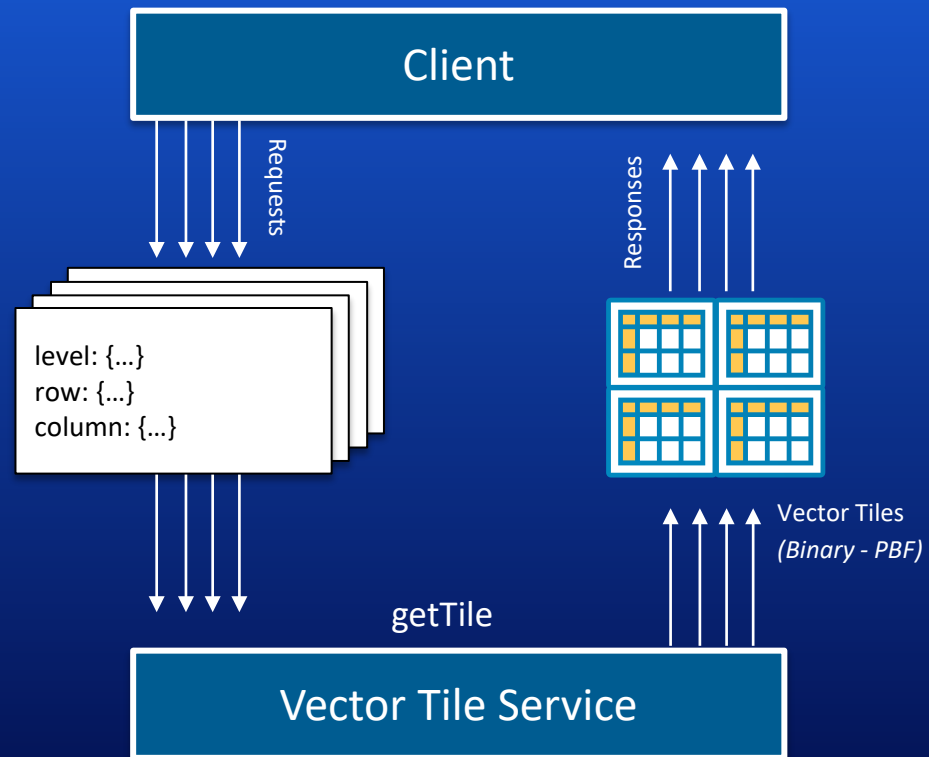 Client
Requests
Responses
level: {…}
row: {…}
column: {…}
Vector Tiles
(Binary - PBF)
getTile
Vector Tile Service